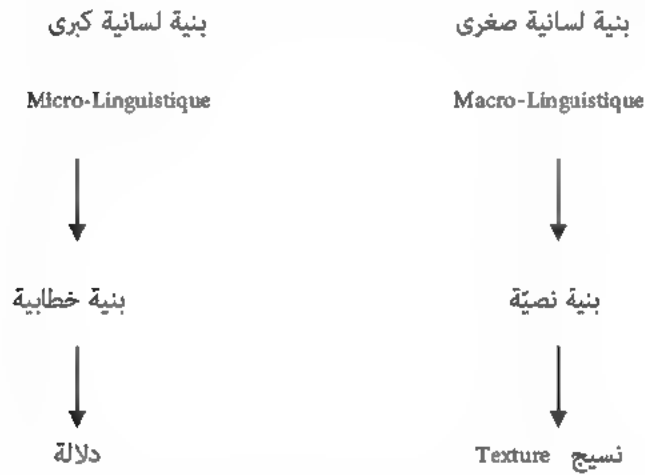 بنية لسانية صغرى
بنية لسانية كبرى
Macro-Linguistique
Micro-Linguistique
بنية نصيّة
بنية خطابية
نسيج Texture
دلالة